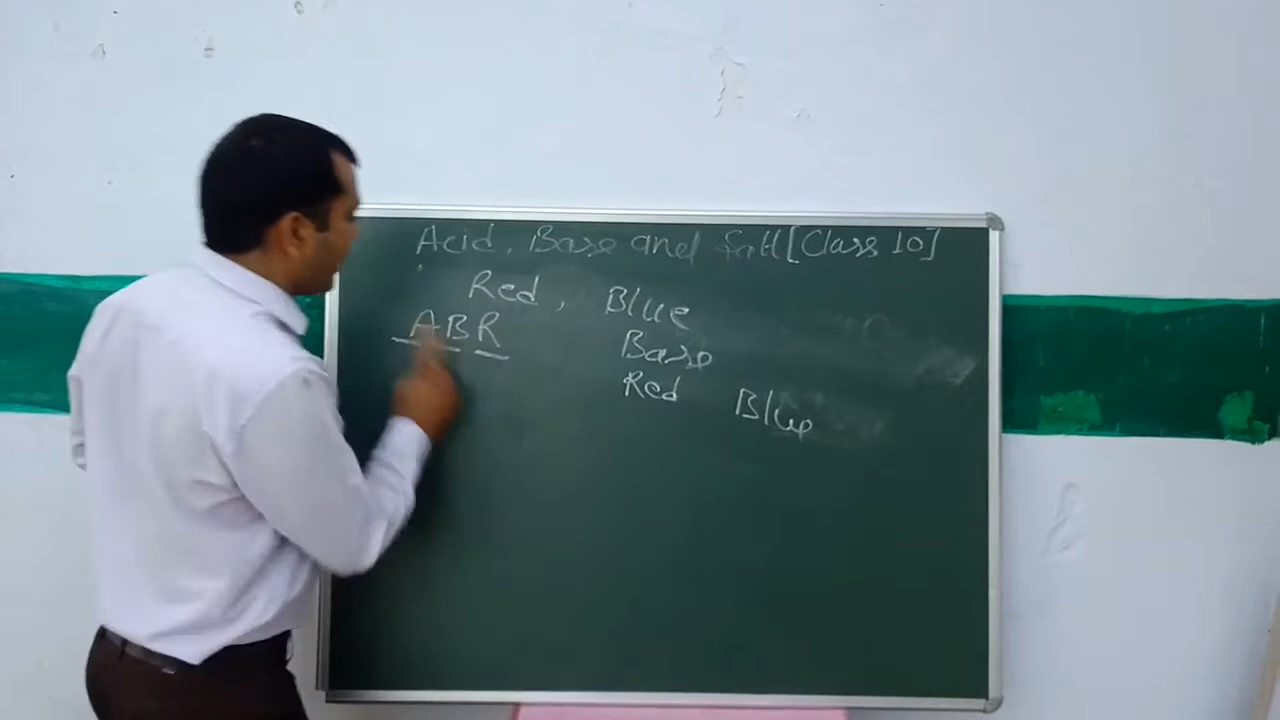 Acid, Base and Salt [Class 10]
Red, Blue
ABR
Base
Red Blue